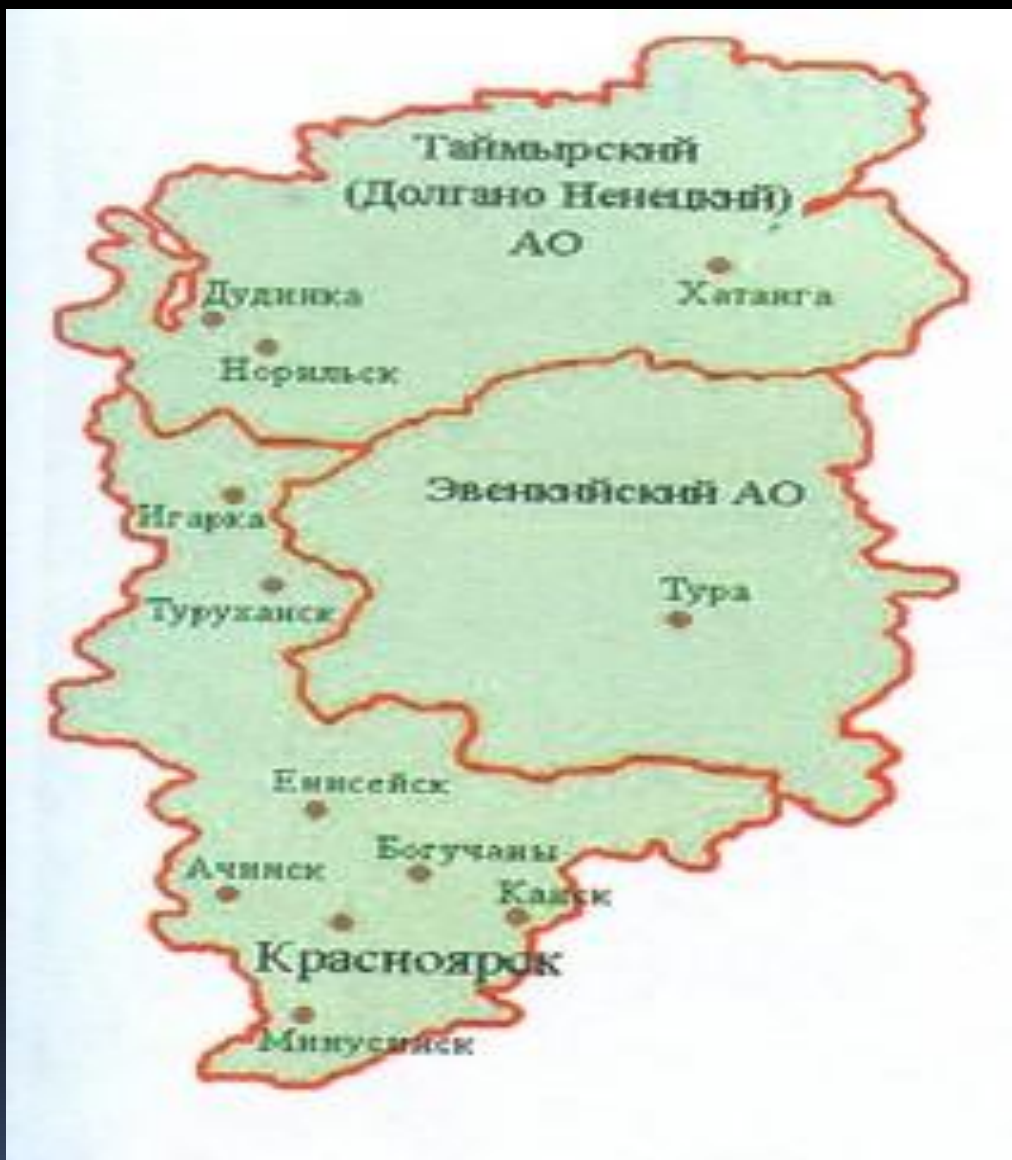 Таймырский
(Долгано Ненецкий)
АО
Хатанга
Дудинка
Норильск
Эвенкийский АО
Игарка
Тура
Туруханск
Енисейск
Богучаны
Ачинск
Канск
Красноярск
Минусинск